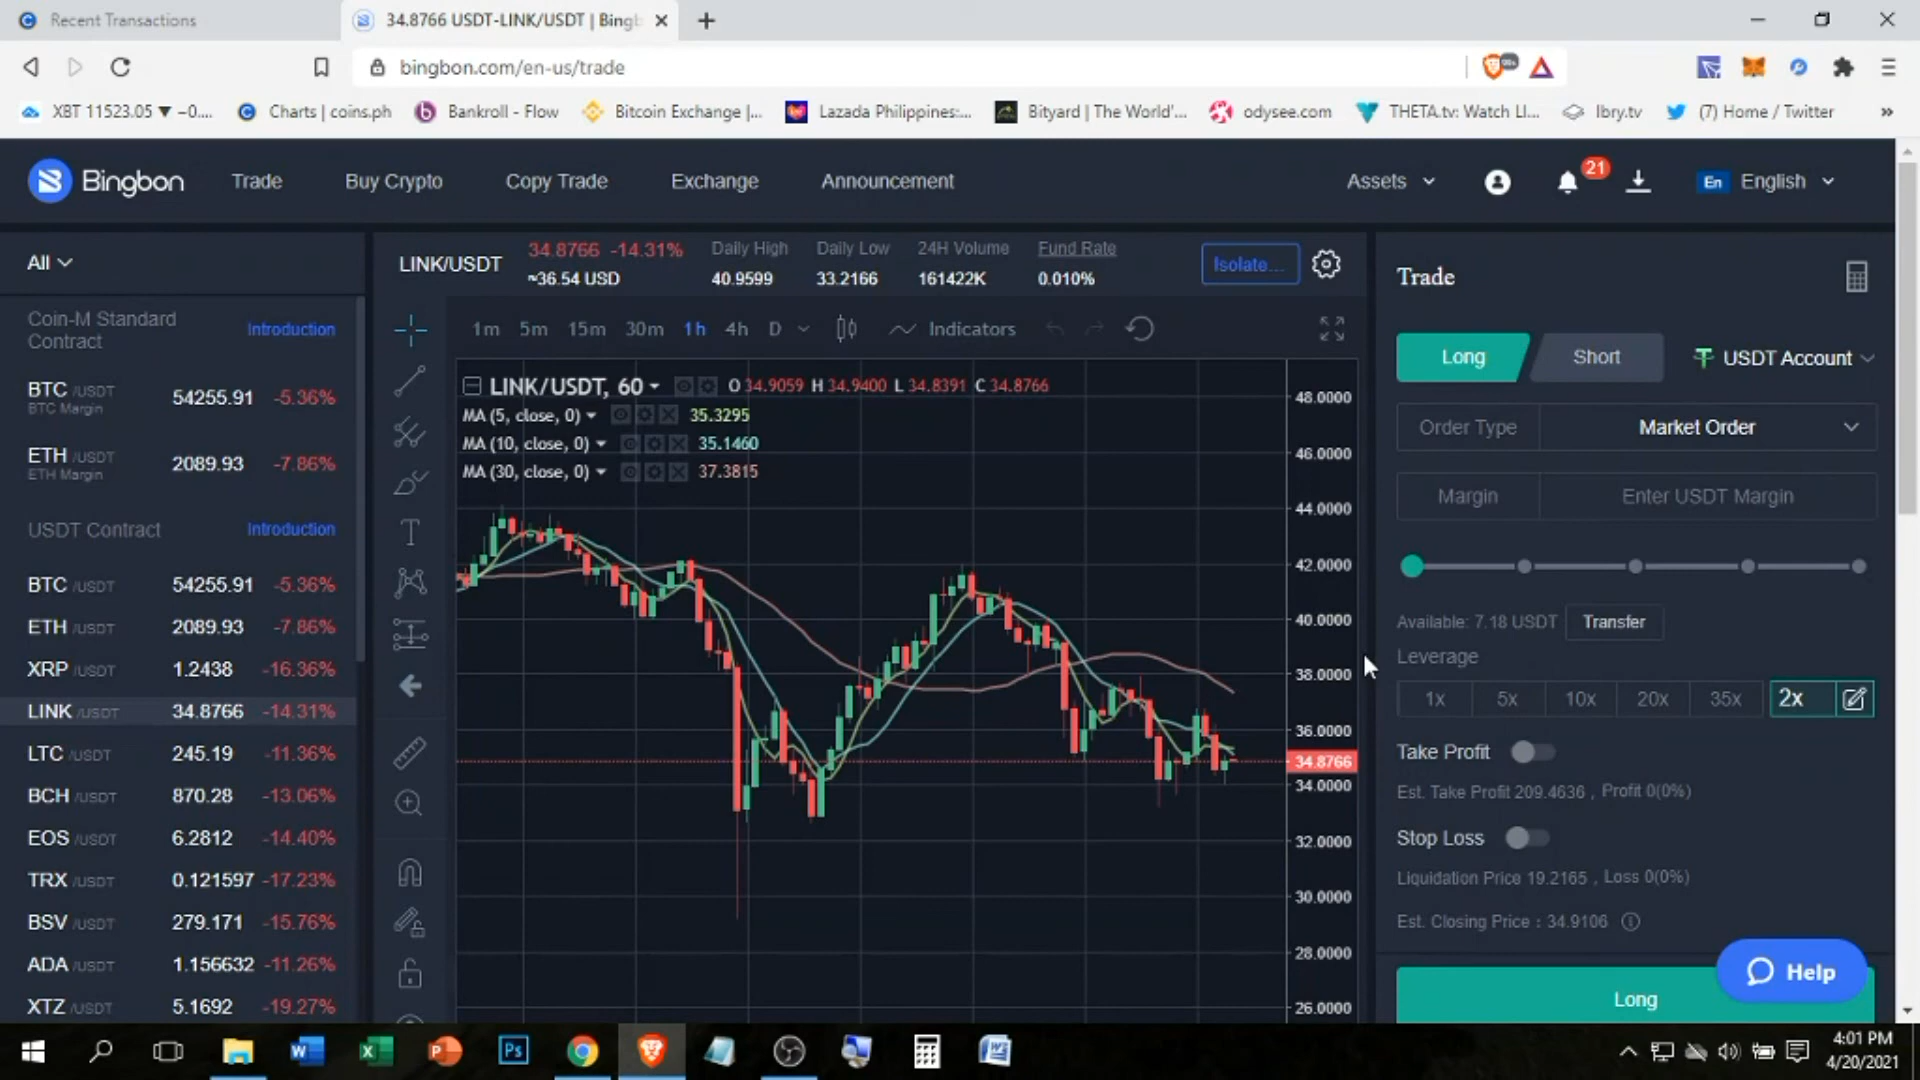 Recent Transactions
34.8766 USDT-LINK/USDT | Bingb
bingbon.com/en-us/trade
XBT 11523.05 ▼ −0....
Charts | coins.ph
Bankroll - Flow
Bitcoin Exchange |...
Lazada Philippines:...
Bityard | The World'...
odysee.com
THETA.tv: Watch LI...
lbry.tv
(7) Home / Twitter
»
Bingbon
Trade
Buy Crypto
Copy Trade
Exchange
Announcement
Assets
21
En English
All
Coin-M Standard
Contract
Introduction
BTC /USDT 54255.91 -5.36%
BTC Margin
ETH /USDT 2089.93 -7.86%
ETH Margin
USDT Contract Introduction
BTC /USDT 54255.91 -5.36%
ETH /USDT 2089.93 -7.86%
XRP /USDT 1.2438 -16.36%
LINK /USDT 34.8766 -14.31%
LTC /USDT 245.19 -11.36%
BCH /USDT 870.28 -13.06%
EOS /USDT 6.2812 -14.40%
TRX /USDT 0.121597 -17.23%
BSV /USDT 279.171 -15.76%
ADA /USDT 1.156632 -11.26%
XTZ /USDT 5.1692 -19.27%
LINK/USDT
34.8766 -14.31%
≈36.54 USD
Daily High
40.9599
Daily Low
33.2166
24H Volume
161422K
Fund Rate
0.010%
Isolate...
1m 5m 15m 30m 1h 4h D
Indicators
LINK/USDT, 60
O 34.9059 H 34.9400 L 34.8391 C 34.8766
MA (5, close, 0) 35.3295
MA (10, close, 0) 35.1460
MA (30, close, 0) 37.3815
T
48.0000
46.0000
44.0000
42.0000
40.0000
38.0000
36.0000
34.8766
34.0000
32.0000
30.0000
28.0000
26.0000
Trade
Long
Short
USDT Account
Order Type
Market Order
Margin
Enter USDT Margin
Available: 7.18 USDT
Transfer
Leverage
1x 5x 10x 20x 35x 2x
Take Profit
Est. Take Profit 209.4636 , Profit 0(0%)
Stop Loss
Liquidation Price 19.2165 , Loss 0(0%)
Est. Closing Price : 34.9106
Help
Long
Ps
4:01 PM
4/20/2021